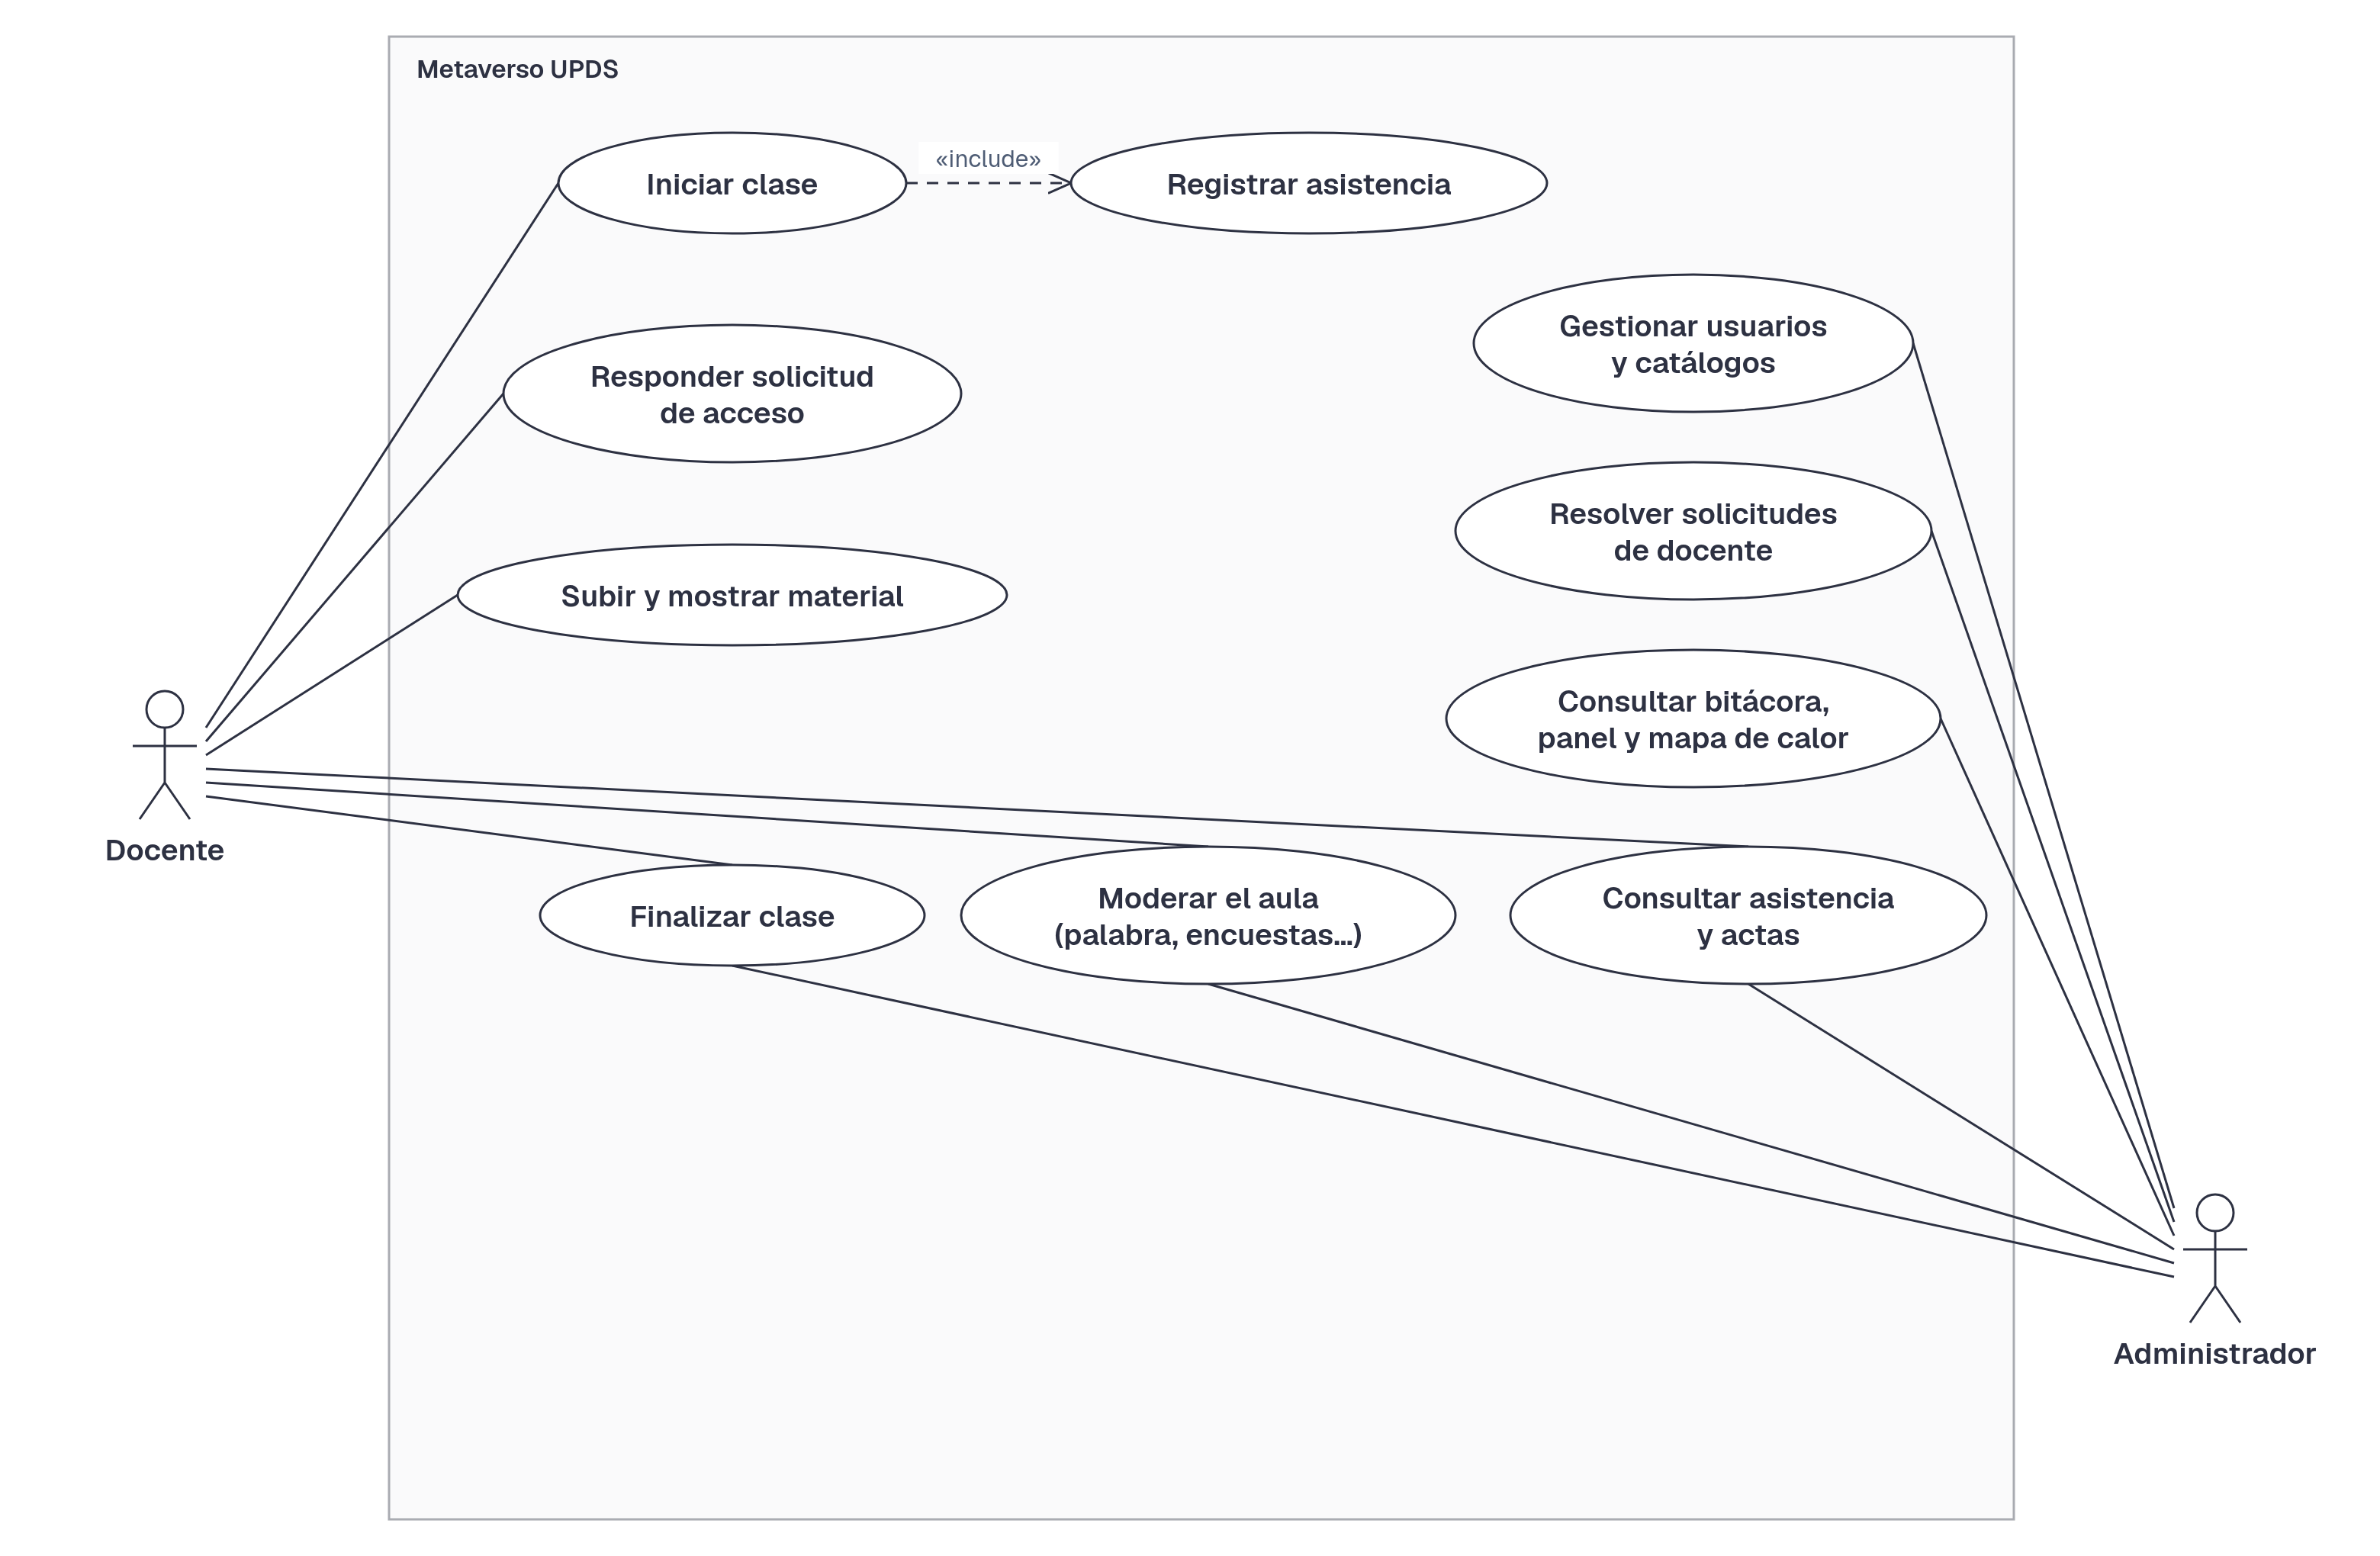 Metaverso UPDS
Iniciar clase
«include»
Registrar asistencia
Gestionar usuarios
y catálogos
Responder solicitud
de acceso
Resolver solicitudes
de docente
Subir y mostrar material
Consultar bitácora,
panel y mapa de calor
Docente
Finalizar clase
Moderar el aula
(palabra, encuestas...)
Consultar asistencia
y actas
Administrador